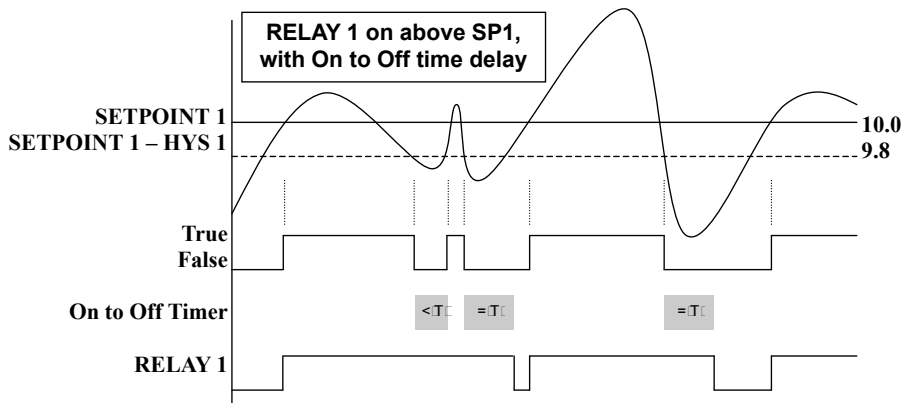 RELAY 1 on above SP1,
with On to Off time delay
SETPOINT 1
10.0
SETPOINT 1 – HYS 1
9.8
True
False
On to Off Timer
< T
= T
= T
RELAY 1